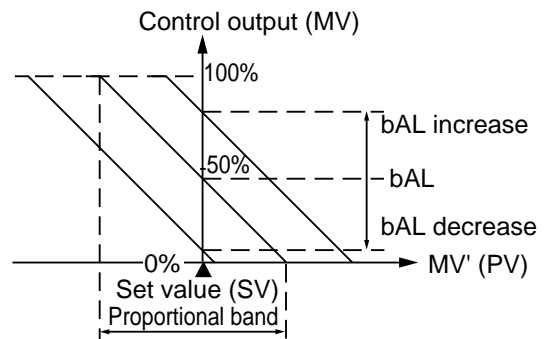 Control output (MV)
100%
bAL increase
-50%
bAL
bAL decrease
0%
MV' (PV)
Set value (SV)
Proportional band